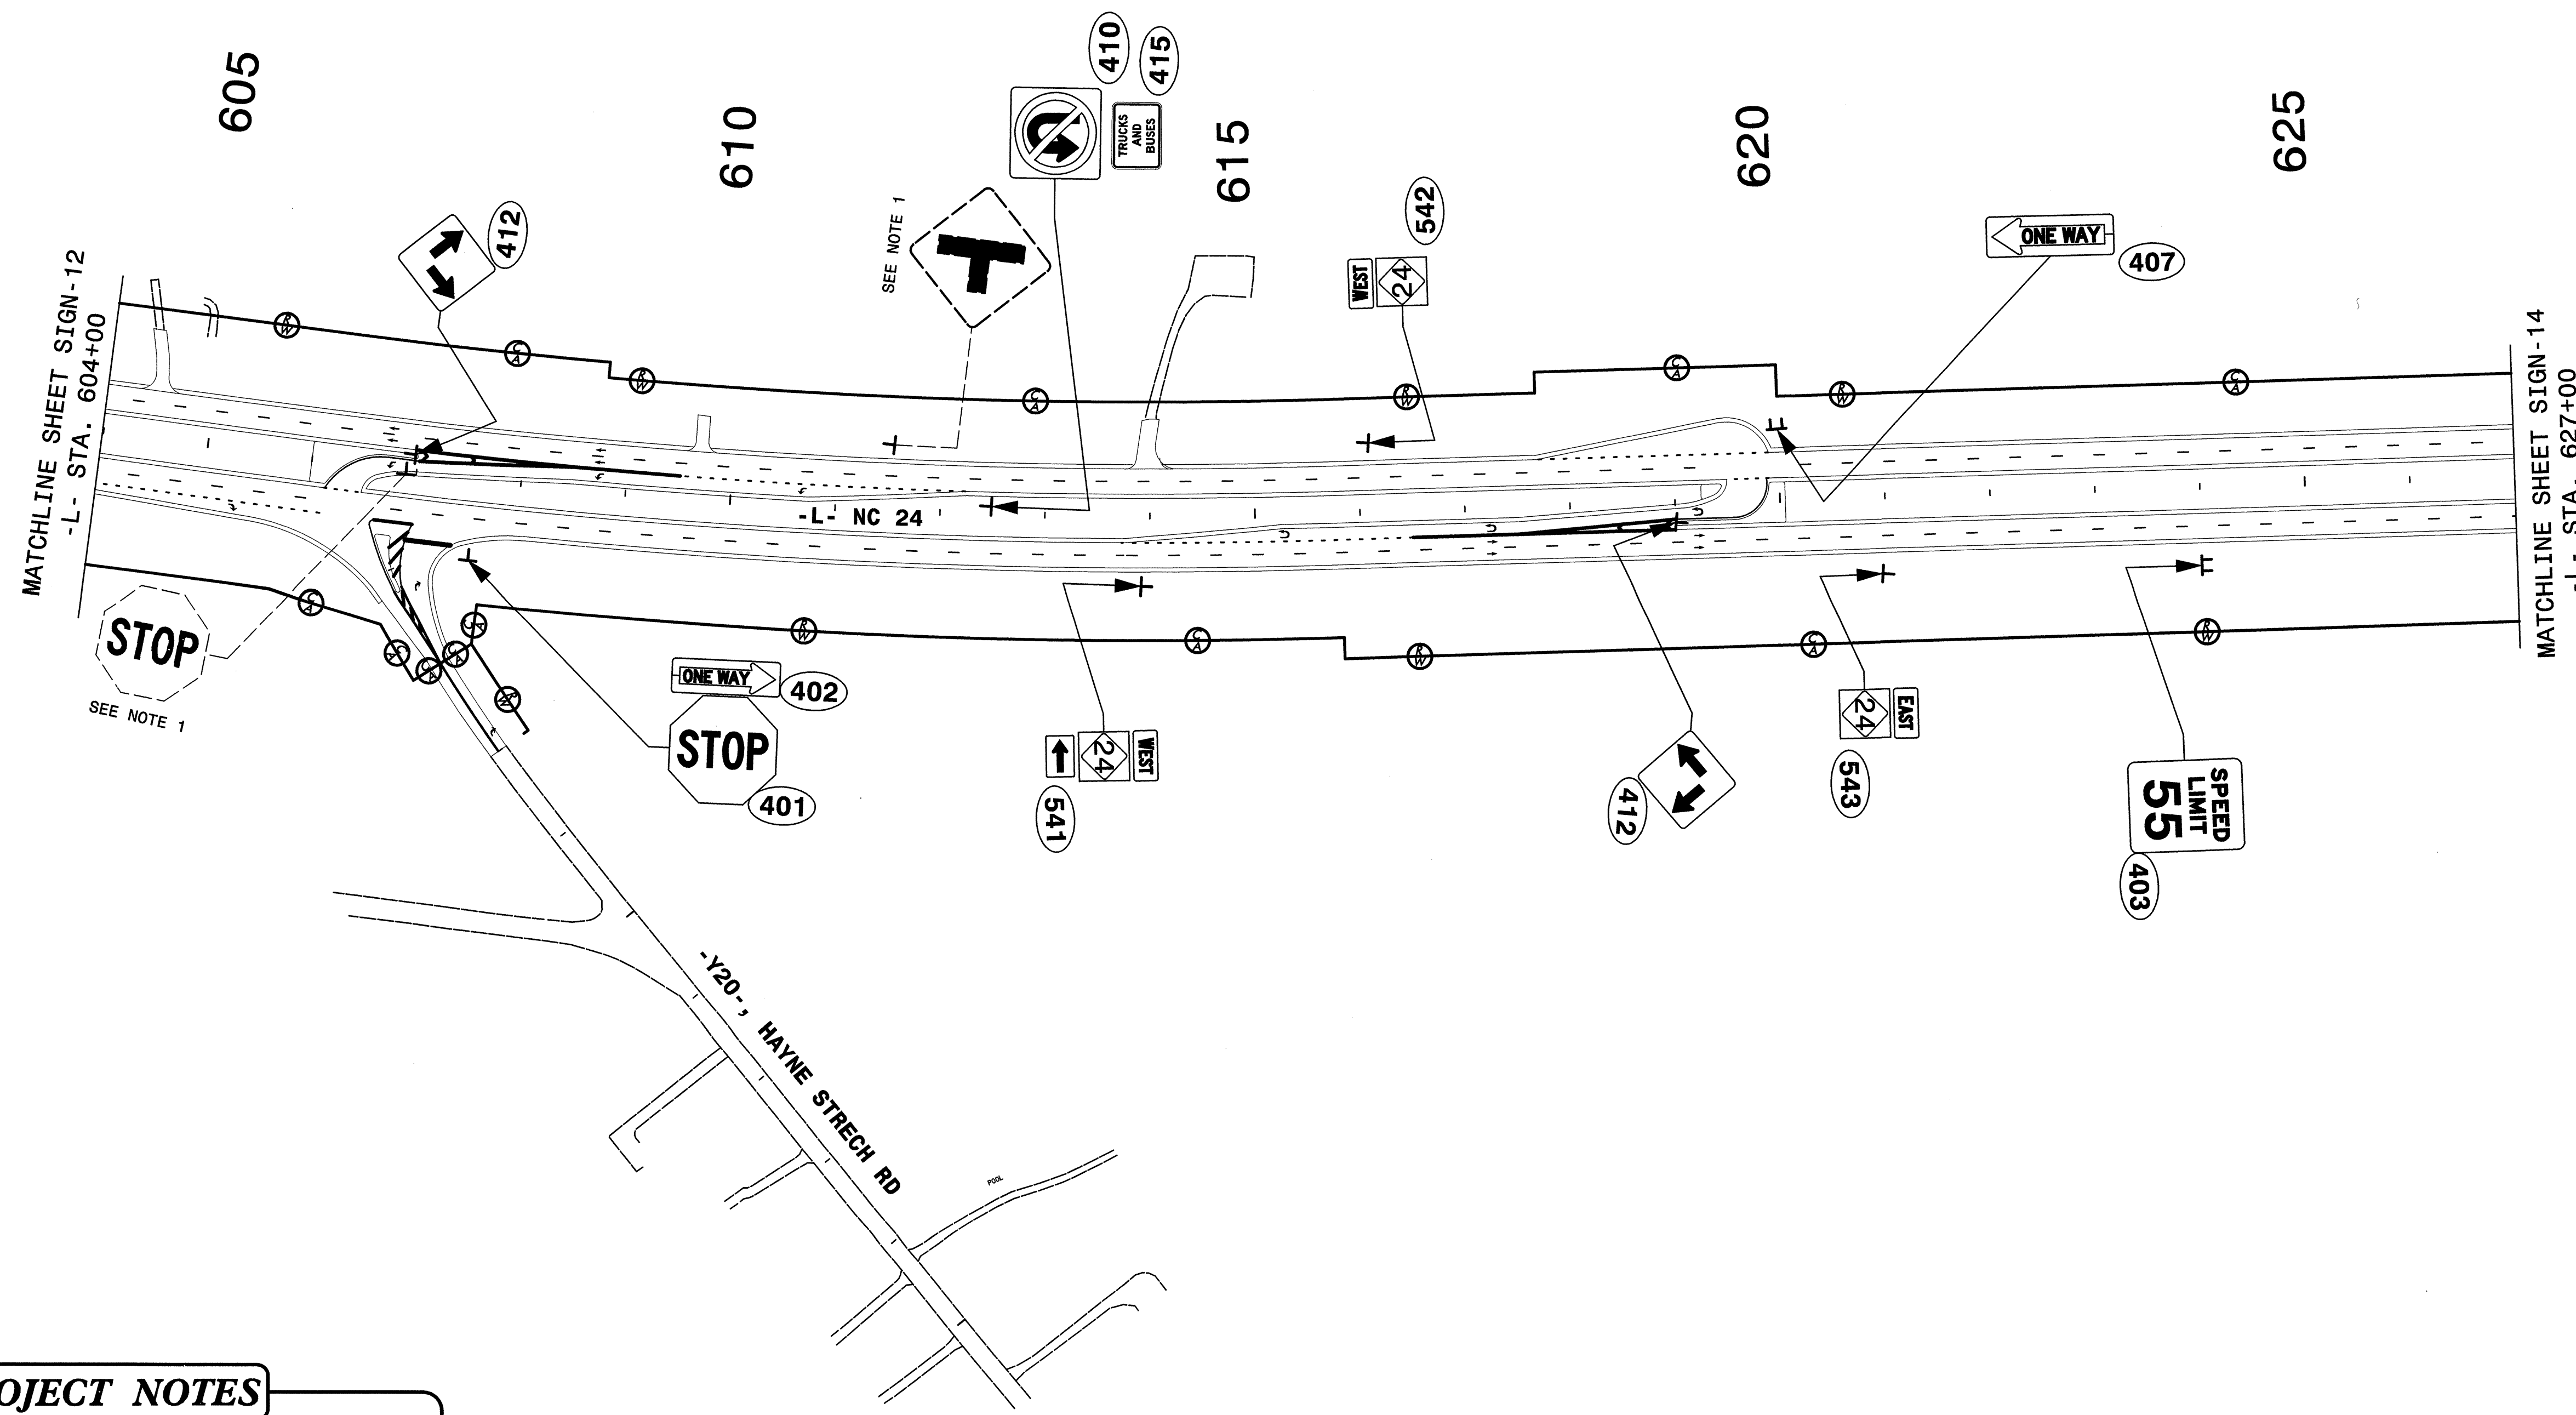 605
610
615
620
625
410
415
TRUCKS
AND
BUSES
412
SEE NOTE 1
542
WEST
24
ONE WAY
407
MATCHLINE SHEET SIGN-12
-L- STA. 604+00
MATCHLINE SHEET SIGN-14
-L- STA. 627+00
R/W
C/A
R/W
C/A
R/W
C/A
R/W
C/A
-L- NC 24
STOP
SEE NOTE 1
C/A
C/A
C/A
C/A
C/A
R/W
R/W
C/A
R/W
C/A
R/W
ONE WAY
402
STOP
401
WEST
24
541
412
EAST
24
543
SPEED
LIMIT
55
403
-Y20-, HAYNE STRECH RD
POOL
OJECT NOTES